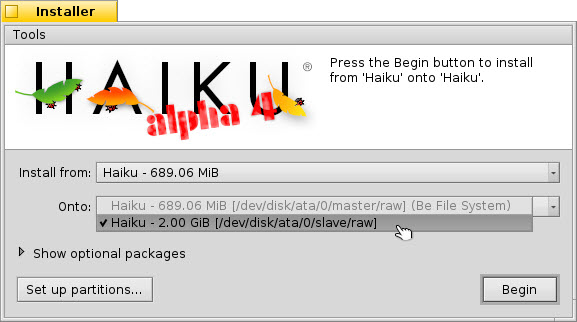 Installer
Tools
HAIKU®
alpha 4
Press the Begin button to install
from 'Haiku' onto 'Haiku'.
Install from: Haiku - 689.06 MiB
Onto: Haiku - 689.06 MiB [/dev/disk/ata/0/master/raw] (Be File System)
✔ Haiku - 2.00 GiB [/dev/disk/ata/0/slave/raw]
Show optional packages
Set up partitions... Begin